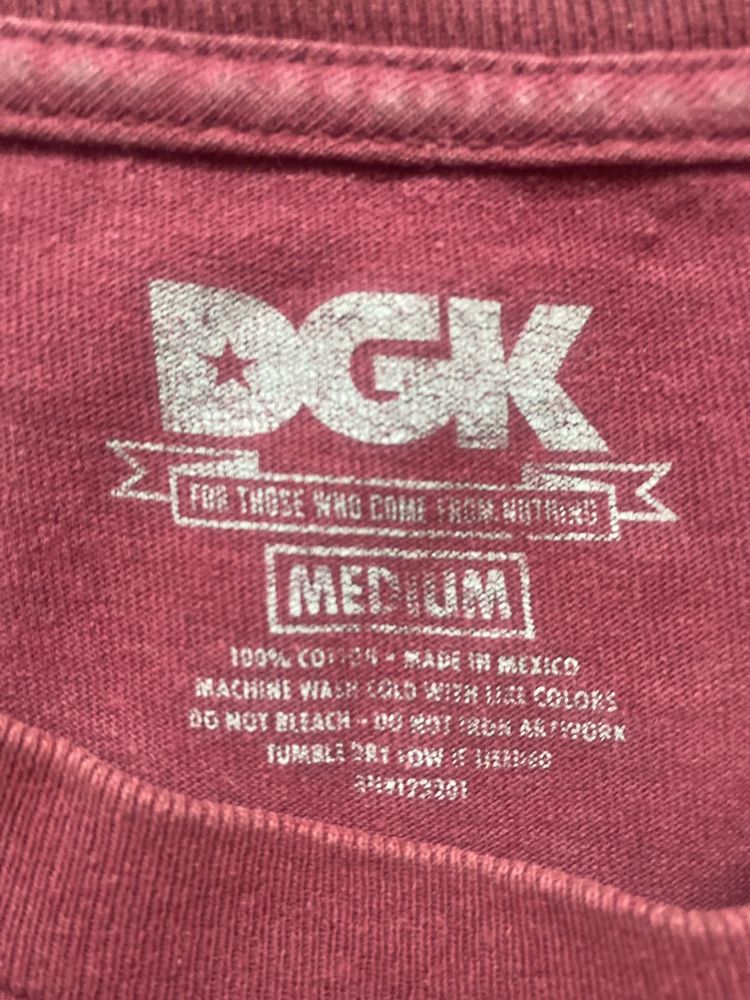 DGK
FOR THOSE WHO COME FROM NOTHING
MEDIUM
100% COTTON - MADE IN MEXICO
MACHINE WASH COLD WITH LIKE COLORS
DO NOT BLEACH - DO NOT IRON ARTWORK
TUMBLE DRY LOW IF NEEDED